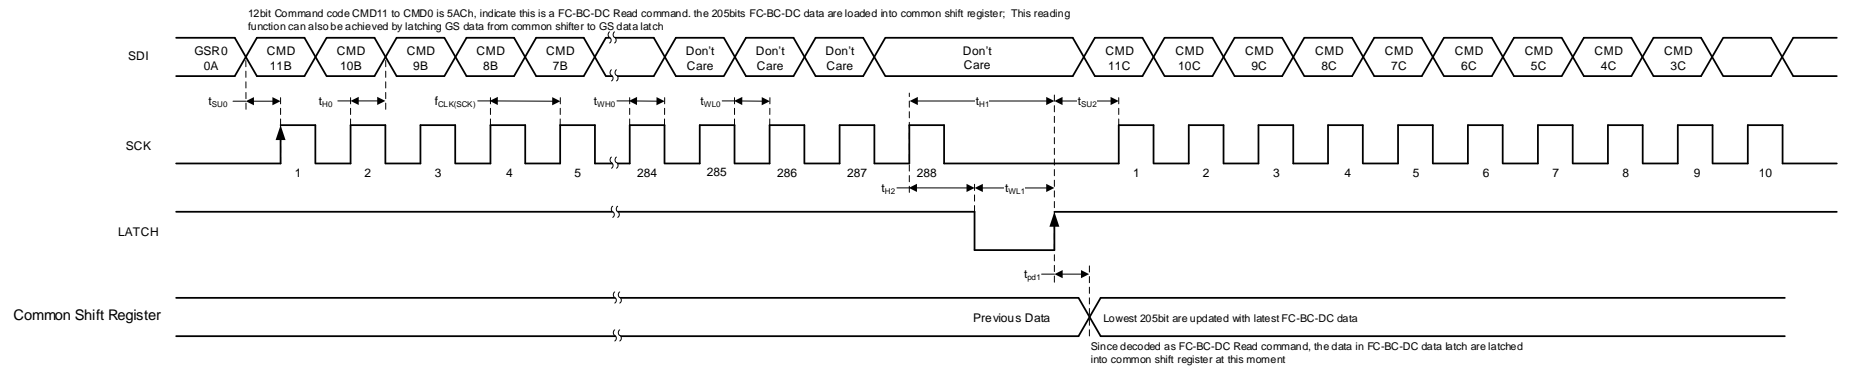 12bit Command code CMD11 to CMD0 is 5ACh, indicate this is a FC-BC-DC Read command. the 205bits FC-BC-DC data are loaded into common shift register; This reading
function can also be achieved by latching GS data from common shifter to GS data latch
SDI
GSR0
0A
CMD
11B
CMD
10B
CMD
9B
CMD
8B
CMD
7B
Don't
Care
Don't
Care
Don't
Care
Don't
Care
CMD
11C
CMD
10C
CMD
9C
CMD
8C
CMD
7C
CMD
6C
CMD
5C
CMD
4C
CMD
3C
tSU0
tH0
fCLK(SCK)
tWH0
tWL0
tH1
tSU2
SCK
1 2 3 4 5 284 285 286 287 288 1 2 3 4 5 6 7 8 9 10
tH2
tWL1
LATCH
tpd1
Common Shift Register
Previous Data
Lowest 205bit are updated with latest FC-BC-DC data
Since decoded as FC-BC-DC Read command, the data in FC-BC-DC data latch are latched
into common shift register at this moment